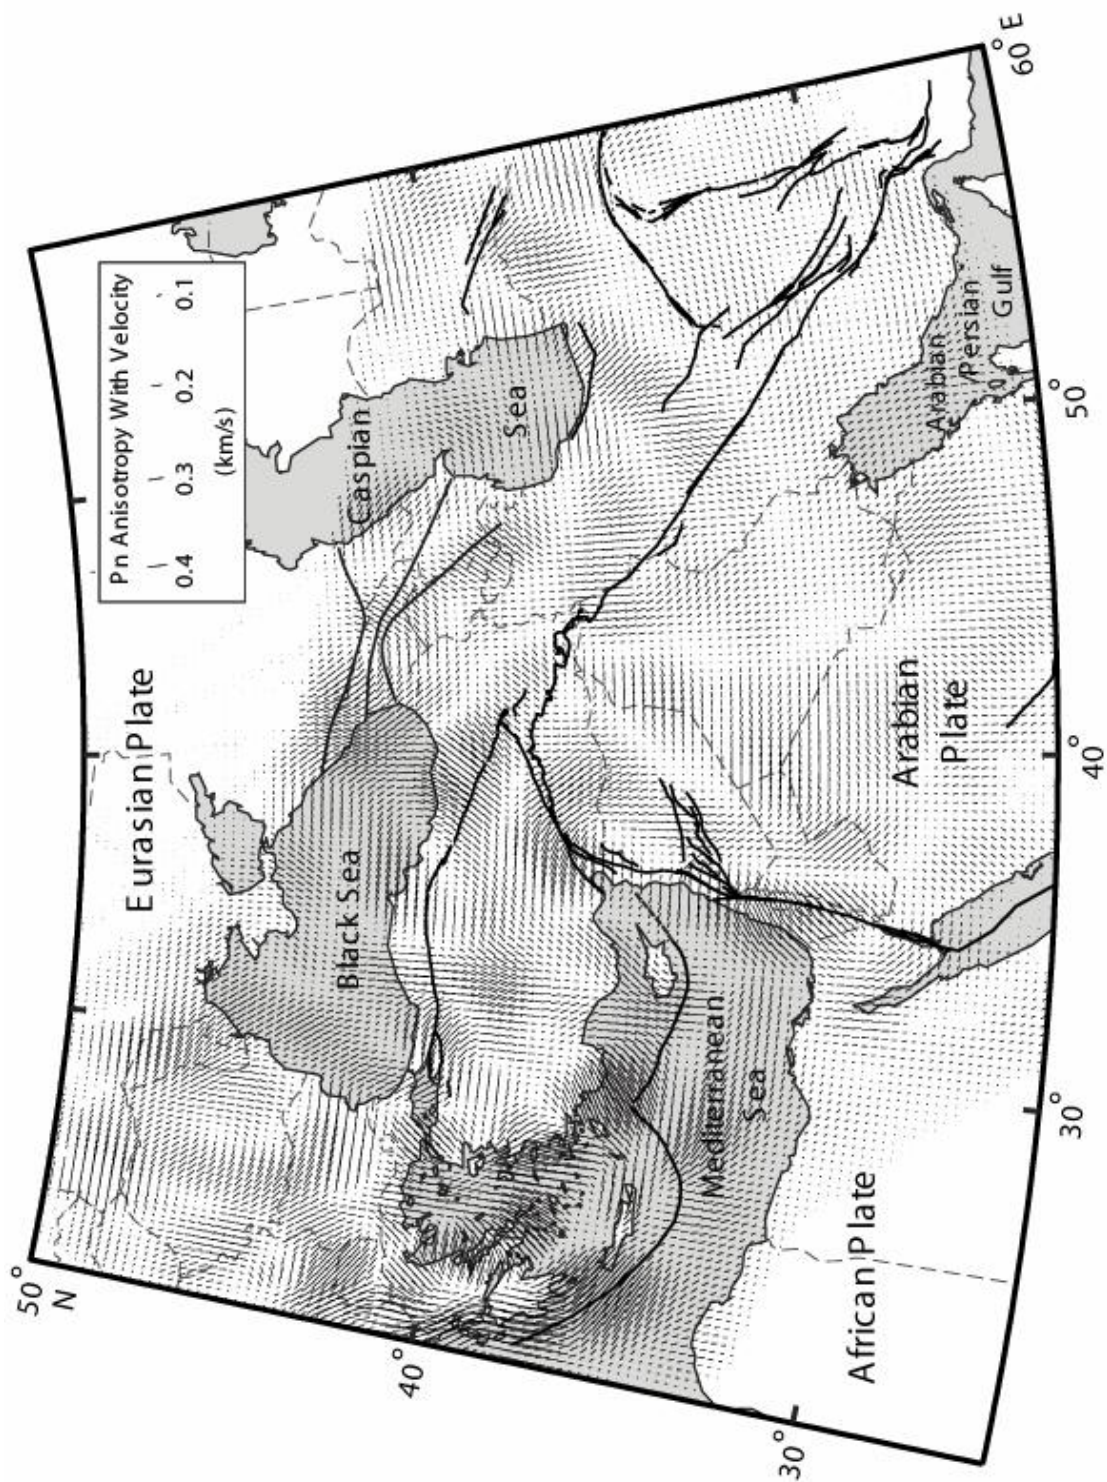 50°
N
40°
30°
Eurasian Plate
Pn Anisotropy With Velocity
0.4 0.3 0.2 0.1
(km/s)
Black Sea
Caspian
Sea
Mediterranean
Sea
African Plate
Arabian
Plate
Arabian
/Persian
Gulf
30°
40°
50°
60° E